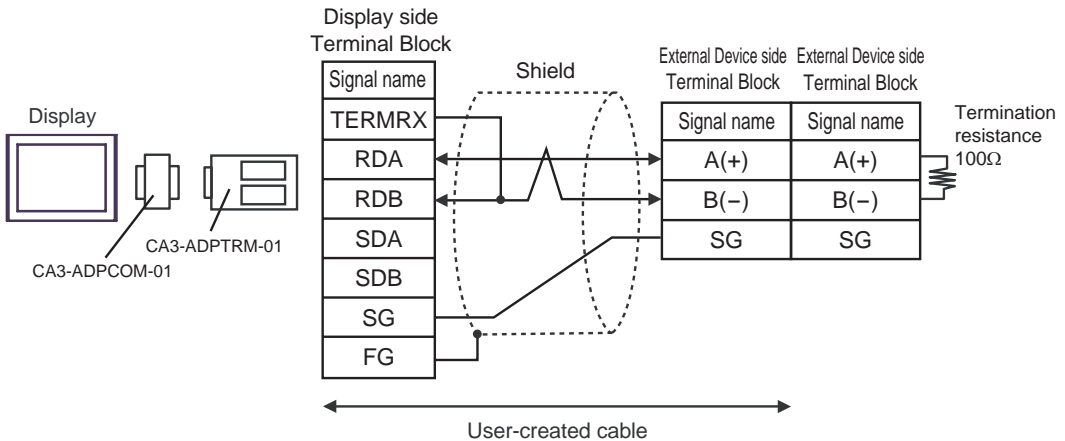 Display
CA3-ADPCOM-01
CA3-ADPTRM-01
Display side
Terminal Block
Signal name
TERMRX
RDA
RDB
SDA
SDB
SG
FG
Shield
External Device side
Terminal Block
Signal name
A(+)
B(−)
SG
External Device side
Terminal Block
Signal name
A(+)
B(−)
SG
Termination
resistance
100Ω
User-created cable